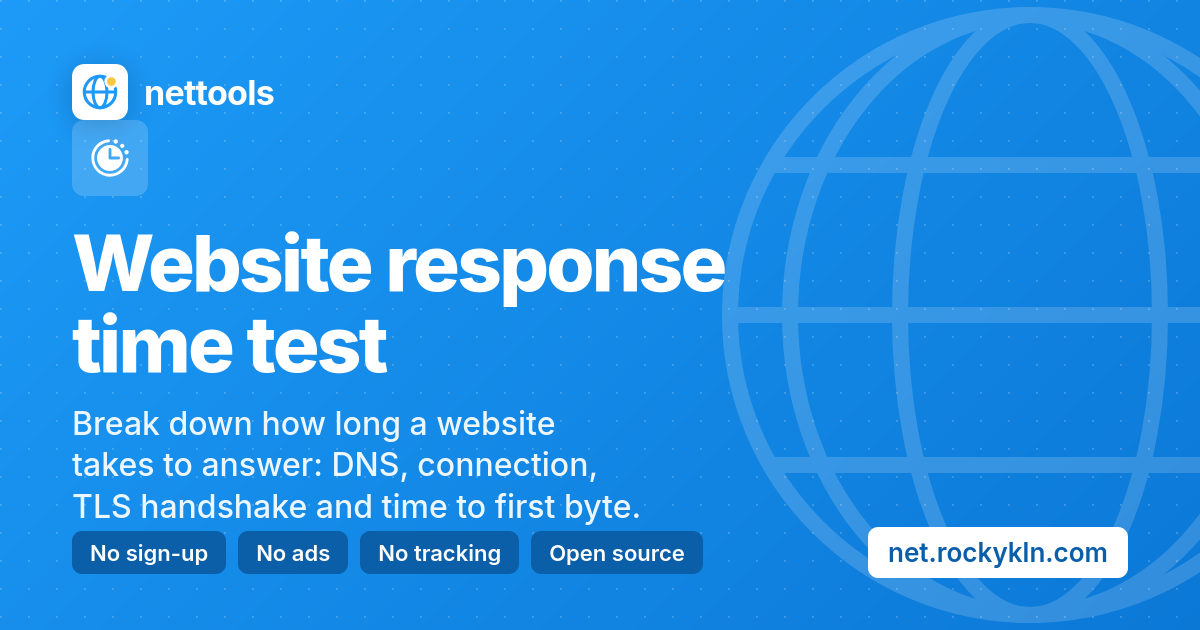 nettools
Website response
time test
Break down how long a website
takes to answer: DNS, connection,
TLS handshake and time to first byte.
No sign-up
No ads
No tracking
Open source
net.rockykln.com